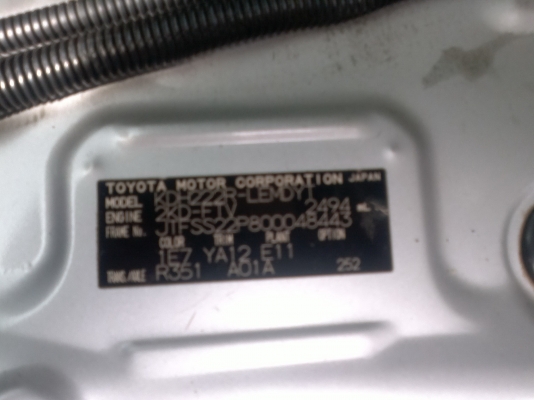 TOYOTA MOTOR CORPORATION JAPAN
MODEL KDH222R-LEMDY
ENGINE 2KD-FTV 2494
FRAME No. JTFSS22P800048443
COLOR TRIM PLANT OPTION
1E7 YA12 E11
TRANS/AXLE R351 A01A 252